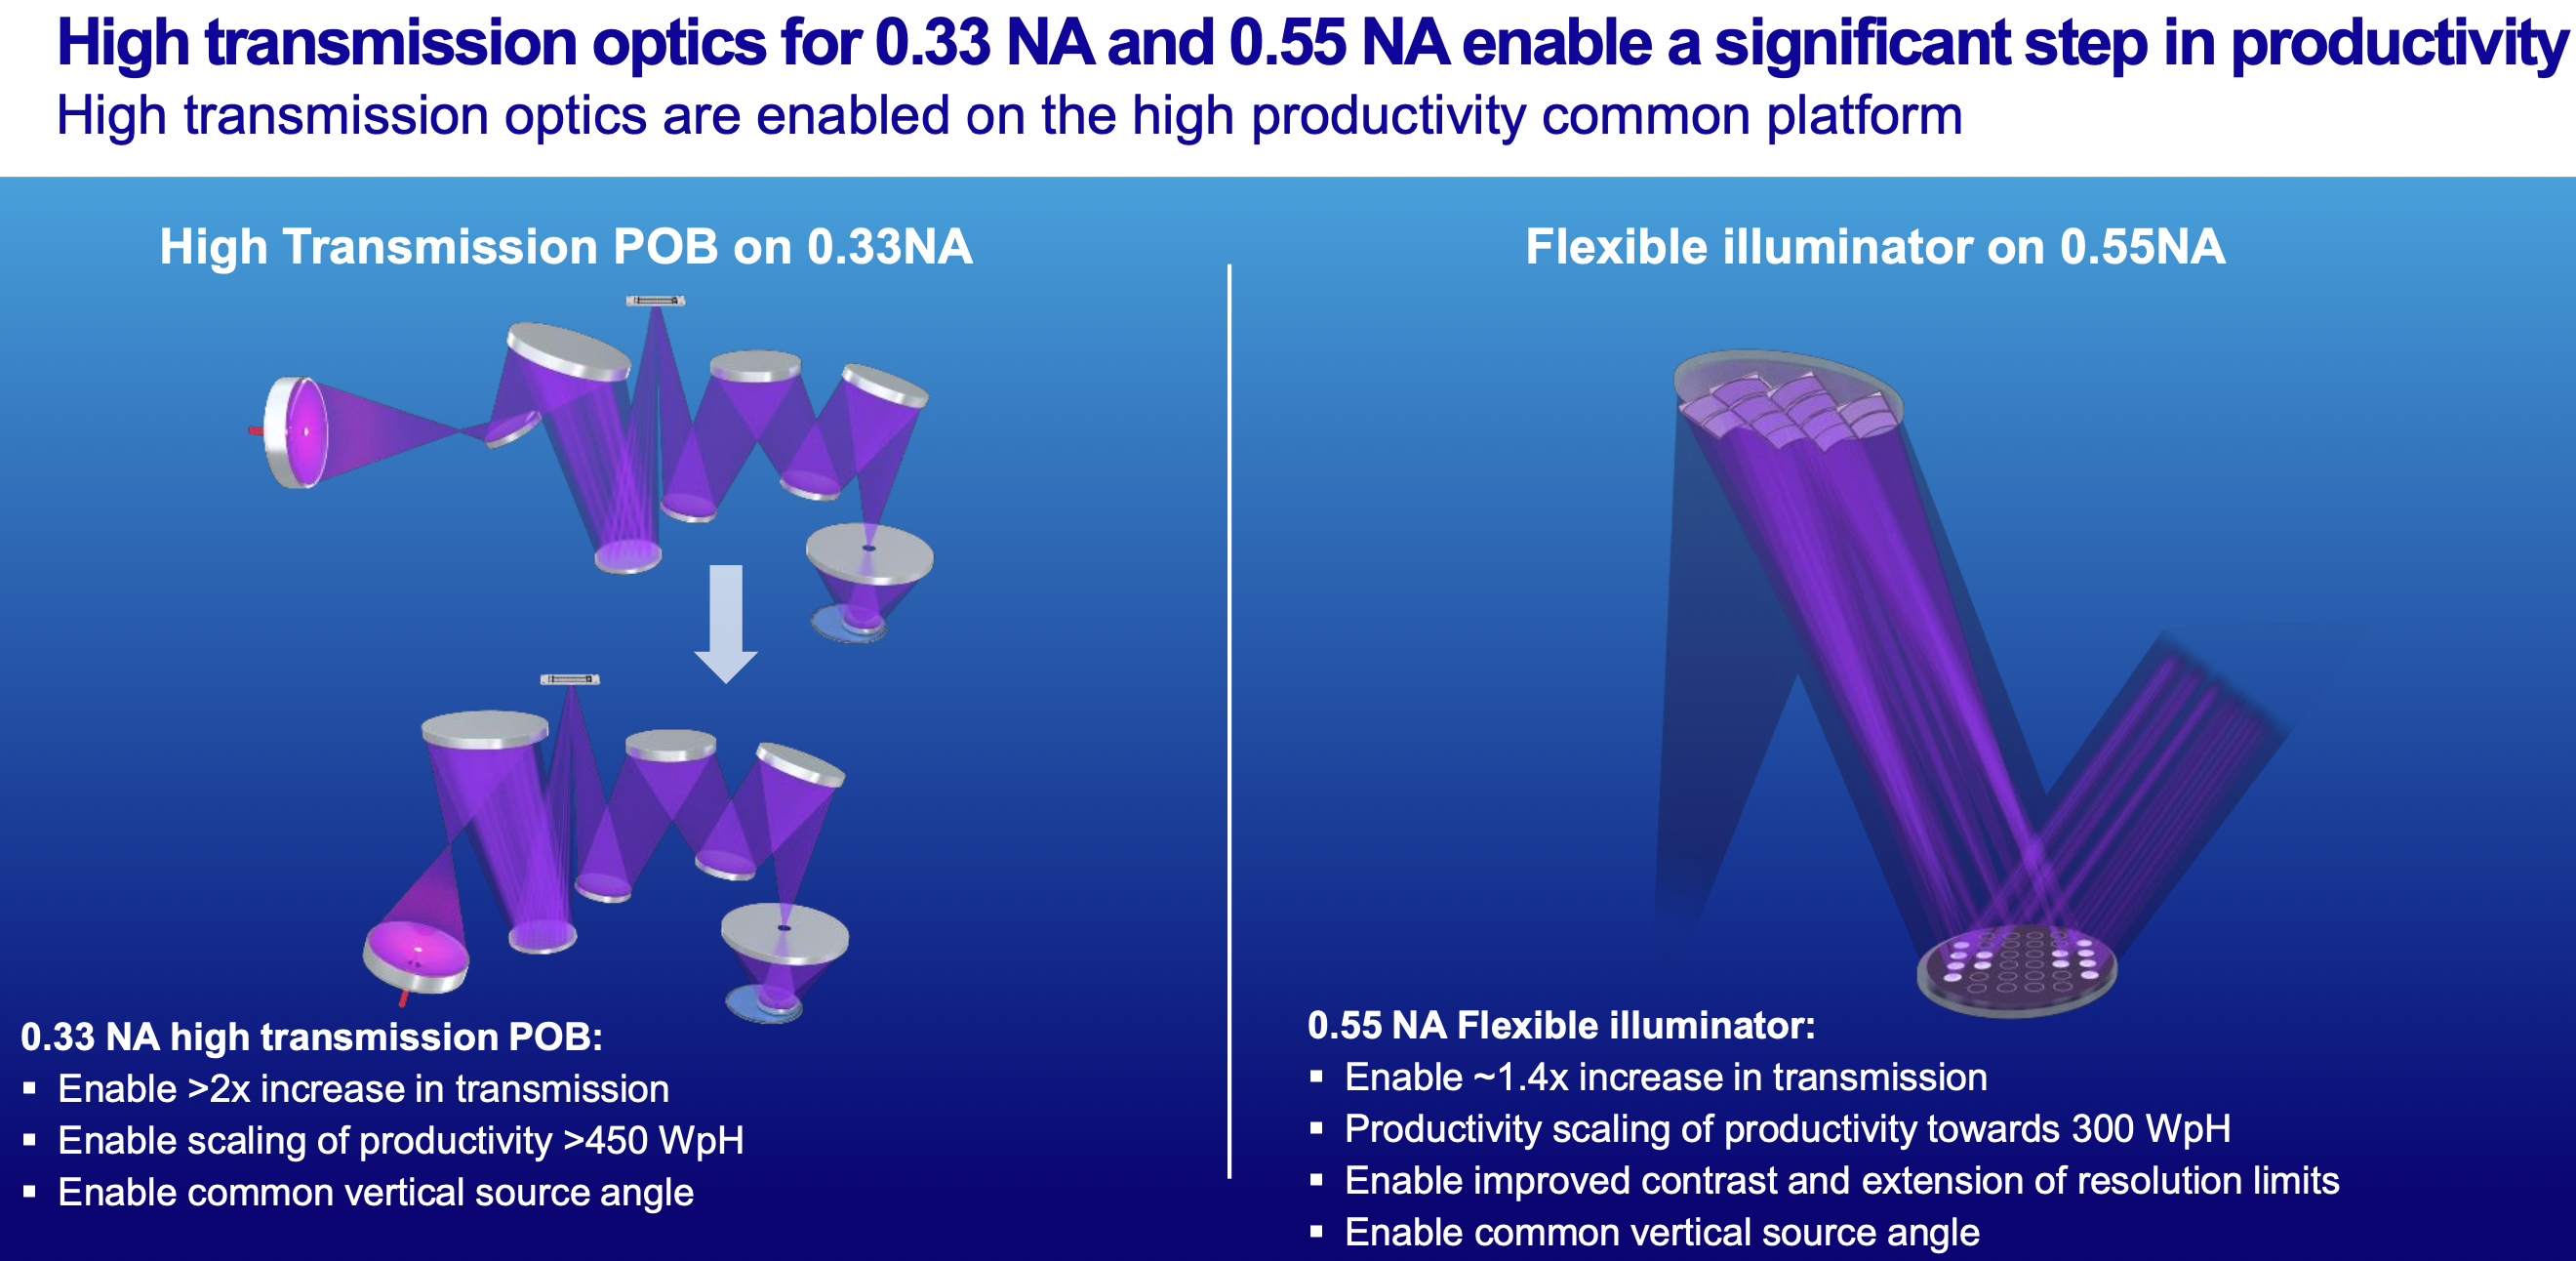 High transmission optics for 0.33 NA and 0.55 NA enable a significant step in productivity
High transmission optics are enabled on the high productivity common platform
High Transmission POB on 0.33NA
0.33 NA high transmission POB:
▪ Enable >2x increase in transmission
▪ Enable scaling of productivity >450 WpH
▪ Enable common vertical source angle
Flexible illuminator on 0.55NA
0.55 NA Flexible illuminator:
▪ Enable ~1.4x increase in transmission
▪ Productivity scaling of productivity towards 300 WpH
▪ Enable improved contrast and extension of resolution limits
▪ Enable common vertical source angle